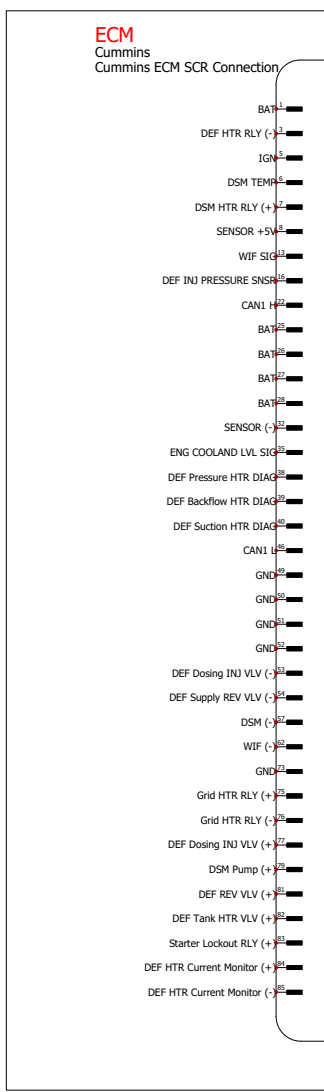 ECM
Cummins
Cummins ECM SCR Connection
BAT 1
DEF HTR RLY (-) 3
IGN 5
DSM TEMP 6
DSM HTR RLY (+) 7
SENSOR +5V 8
WIF SIG 13
DEF INJ PRESSURE SNSR 16
CAN1 H 22
BAT 25
BAT 26
BAT 27
BAT 28
SENSOR (-) 32
ENG COOLAND LVL SIG 35
DEF Pressure HTR DIAG 38
DEF Backflow HTR DIAG 39
DEF Suction HTR DIAG 40
CAN1 L 46
GND 49
GND 50
GND 51
GND 52
DEF Dosing INJ VLV (-) 53
DEF Supply REV VLV (-) 54
DSM (-) 57
WIF (-) 62
GND 73
Grid HTR RLY (+) 75
Grid HTR RLY (-) 76
DEF Dosing INJ VLV (+) 77
DSM Pump (+) 79
DEF REV VLV (+) 81
DEF Tank HTR VLV (+) 82
Starter Lockout RLY (+) 83
DEF HTR Current Monitor (+) 84
DEF HTR Current Monitor (-) 85